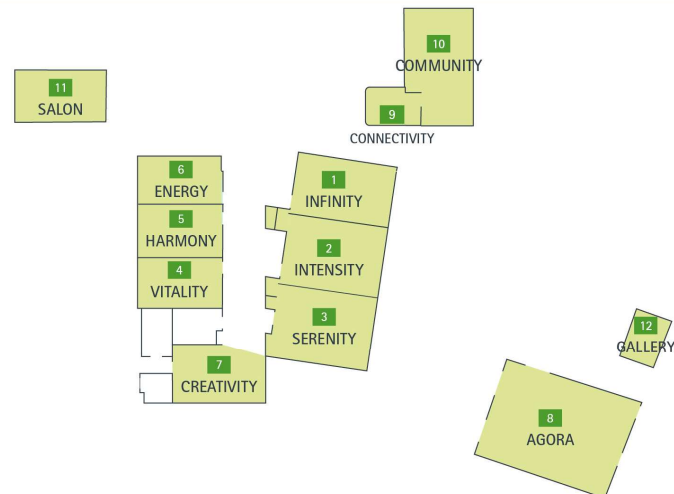 10
COMMUNITY
11
SALON
9
CONNECTIVITY
6
ENERGY
1
INFINITY
5
HARMONY
2
INTENSITY
4
VITALITY
3
SERENITY
12
GALLERY
7
CREATIVITY
8
AGORA